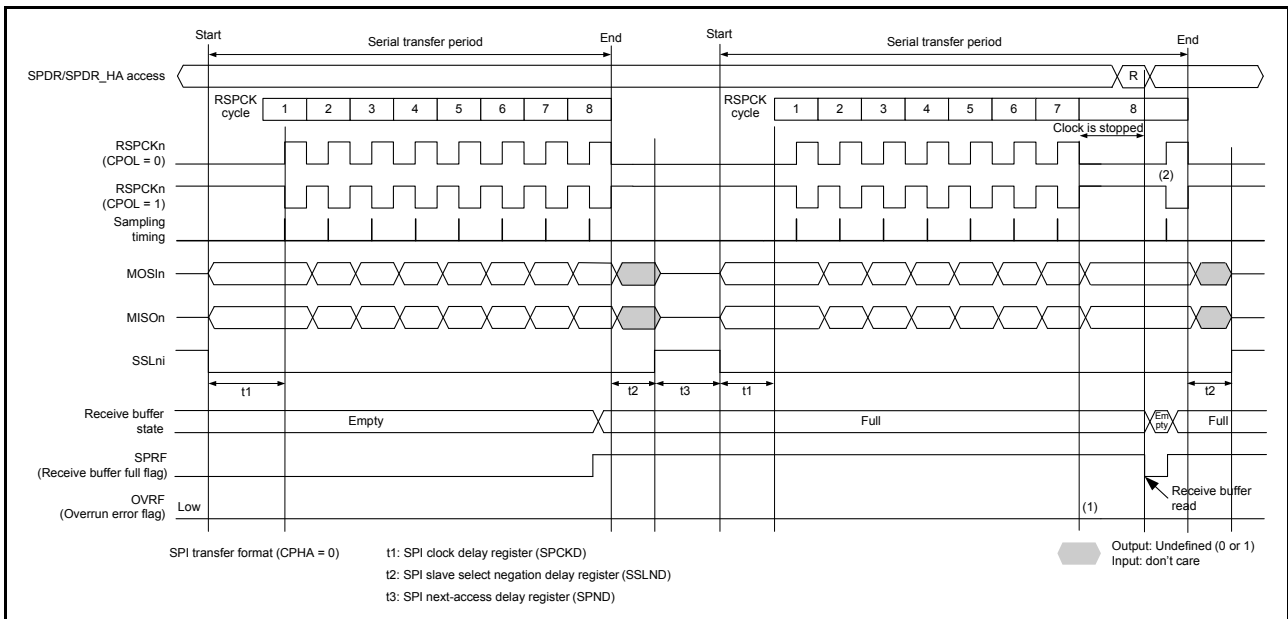 Start
Serial transfer period
End
Start
Serial transfer period
End
SPDR/SPDR_HA access
R
RSPCK
cycle
1 2 3 4 5 6 7 8
RSPCK
cycle
1 2 3 4 5 6 7 8
Clock is stopped
RSPCKn
(CPOL = 0)
(2)
RSPCKn
(CPOL = 1)
Sampling
timing
MOSIn
MISOn
SSLni
t1
t2
t3
t1
t2
Receive buffer
state
Empty
Full
Em
pty
Full
SPRF
(Receive buffer full flag)
Receive buffer
read
OVRF
(Overrun error flag)
Low
(1)
SPI transfer format (CPHA = 0)
t1: SPI clock delay register (SPCKD)
t2: SPI slave select negation delay register (SSLND)
t3: SPI next-access delay register (SPND)
Output: Undefined (0 or 1)
Input: don't care